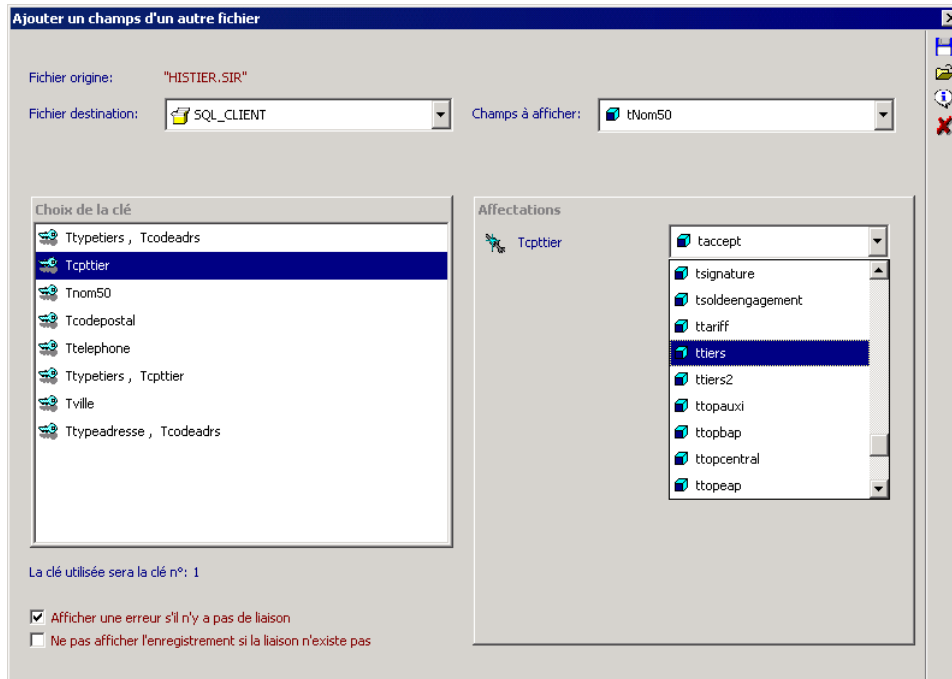 Ajouter un champs d'un autre fichier
Fichier origine: "HISTIER.SIR"
Fichier destination: SQL_CLIENT Champs à afficher: tNom50
Choix de la clé
Ttypetiers , Tcodeadrs
Tcpttier
Tnom50
Tcodepostal
Ttelephone
Ttypetiers , Tcpttier
Tville
Ttypeadresse , Tcodeadrs
Affectations
Tcpttier taccept
tsignature
tsoldeengagement
ttariff
ttiers
ttiers2
ttopauxi
ttopbap
ttopcentral
ttopeap
La clé utilisée sera la clé n°: 1
Afficher une erreur s'il n'y a pas de liaison
Ne pas afficher l'enregistrement si la liaison n'existe pas